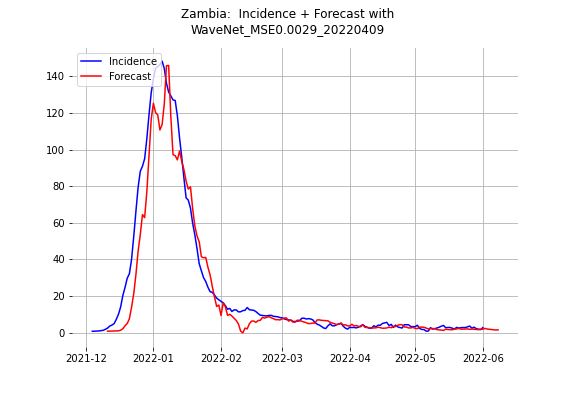 Zambia:  Incidence + Forecast with
WaveNet_MSE0.0029_20220409
Incidence
Forecast
140
120
100
80
60
40
20
0
2021-12 2022-01 2022-02 2022-03 2022-04 2022-05 2022-06